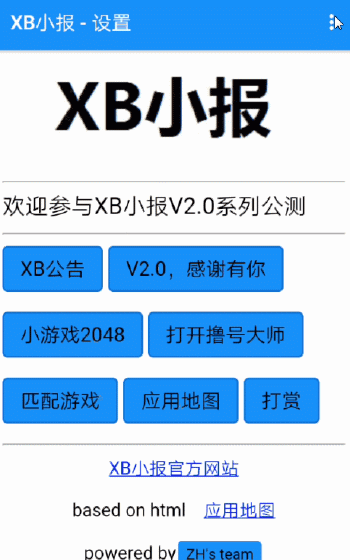 XB小报 - 设置
XB小报
欢迎参与XB小报V2.0系列公测
XB公告 V2.0，感谢有你
小游戏2048 打开撸号大师
匹配游戏 应用地图 打赏
XB小报官方网站
based on html 应用地图
powered by ZH's team